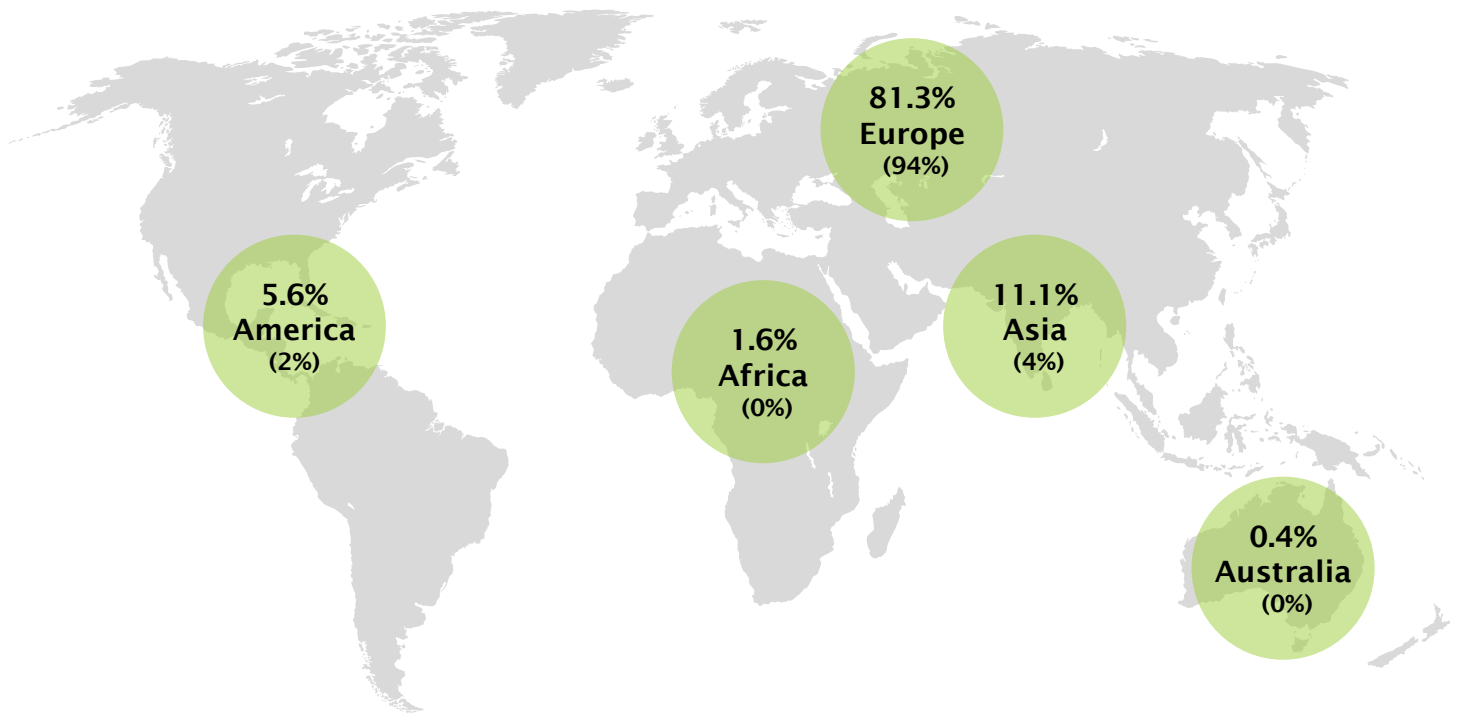 81.3%
Europe
(94%)
5.6%
America
(2%)
11.1%
Asia
(4%)
1.6%
Africa
(0%)
0.4%
Australia
(0%)